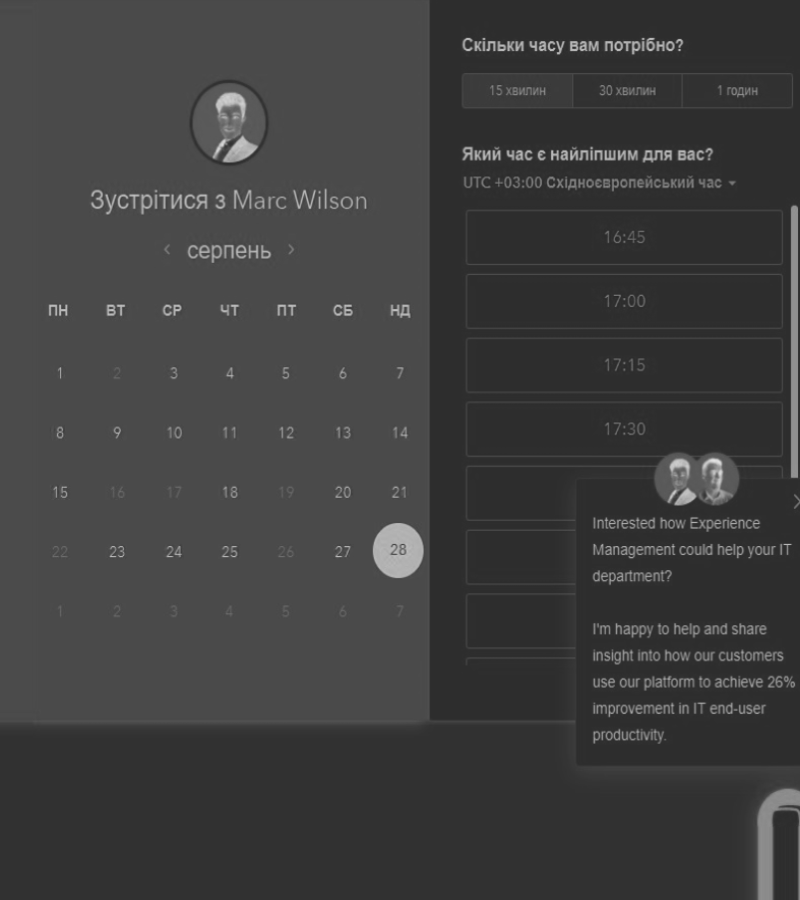 Зустрітися з Marc Wilson
< серпень >
ПН ВТ СР ЧТ ПТ СБ НД
1 2 3 4 5 6 7
8 9 10 11 12 13 14
15 16 17 18 19 20 21
22 23 24 25 26 27 28
1 2 3 4 5 6 7
Скільки часу вам потрібно?
15 хвилин 30 хвилин 1 годин
Який час є найліпшим для вас?
UTC +03:00 Східноєвропейський час
16:45
17:00
17:15
17:30
Interested how Experience
Management could help your IT
department?
I'm happy to help and share
insight into how our customers
use our platform to achieve 26%
improvement in IT end-user
productivity.